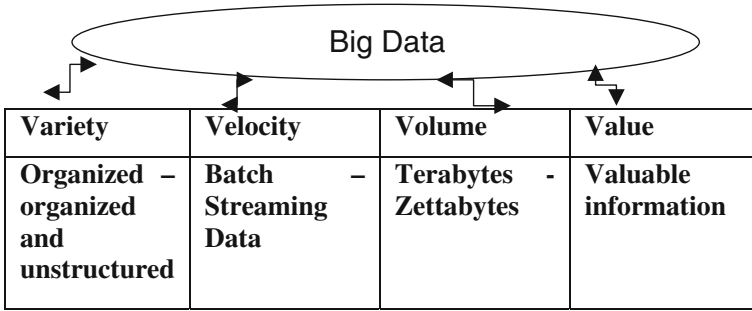 Big Data
Variety
Velocity
Volume
Value
Organized –
organized
and
unstructured
Batch –
Streaming
Data
Terabytes -
Zettabytes
Valuable
information